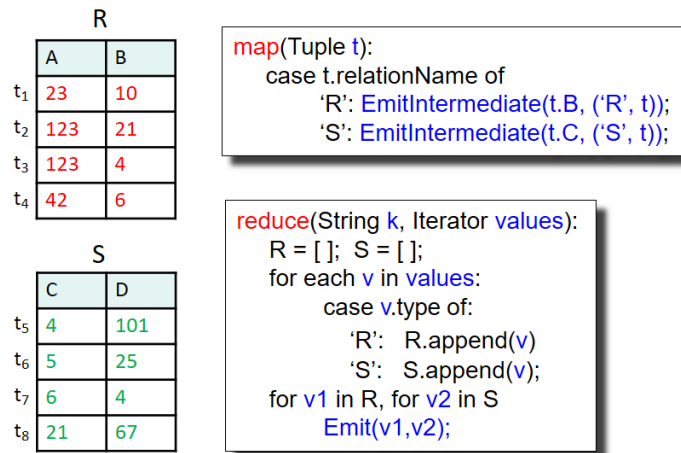 R
A B
t1 23 10
t2 123 21
t3 123 4
t4 42 6
S
C D
t5 4 101
t6 5 25
t7 6 4
t8 21 67
map(Tuple t):
case t.relationName of
‘R’: EmitIntermediate(t.B, (‘R’, t));
‘S’: EmitIntermediate(t.C, (‘S’, t));
reduce(String k, Iterator values):
R = [ ]; S = [ ];
for each v in values:
case v.type of:
‘R’: R.append(v)
‘S’: S.append(v);
for v1 in R, for v2 in S
Emit(v1,v2);